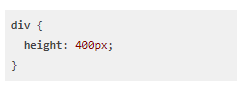 div {
  height: 400px;
}